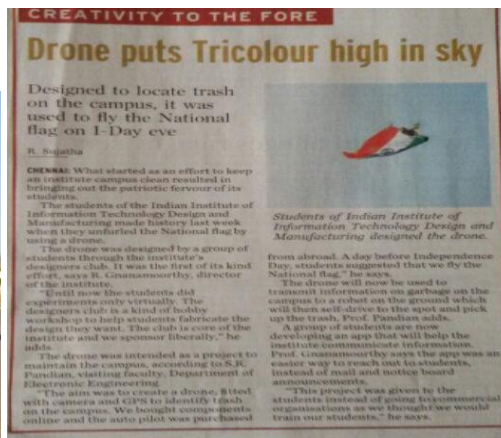 CREATIVITY TO THE FORE
Drone puts Tricolour high in sky
Designed to locate trash
on the campus, it was
used to fly the National
flag on I-Day eve
R. Sujatha
CHENNAI: What started as an effort to keep
an institute campus clean resulted in
bringing out the patriotic fervour of its
students.
The students of the Indian Institute of
Information Technology Design and
Manufacturing made history last week
when they unfurled the National flag by
using a drone.
The drone was designed by a group of
students through the institute's
designers club. It was the first of its kind
effort, says R. Gnanamoorthy, director
of the institute.
"Until now the students did
experiments only virtually. The
designers club is a kind of hobby
workshop to help students fabricate the
design they want. The club is core of the
institute and we sponsor liberally," he
adds.
The drone was intended as a project to
maintain the campus, according to S.R.
Pandian, visiting faculty, Department of
Electronic Engineering.
"The aim was to create a drone, fitted
with camera and GPS to identify trash
on the campus. We bought components
online and the auto pilot was purchased
Students of Indian Institute of
Information Technology Design and
Manufacturing designed the drone.
from abroad. A day before Independence
Day, students suggested that we fly the
National flag," he says.
The drone will now be used to
transmit information on garbage on the
campus to a robot on the ground which
will then self-drive to the spot and pick
up the trash, Prof. Pandian adds.
A group of students are now
developing an app that will help the
institute communicate information.
Prof. Gnanamoorthy says the app was an
easier way to reach out to students,
instead of mail and notice board
announcements.
"This project was given to the
students instead of going to commercial
organisations as we thought we would
train our students," he says.